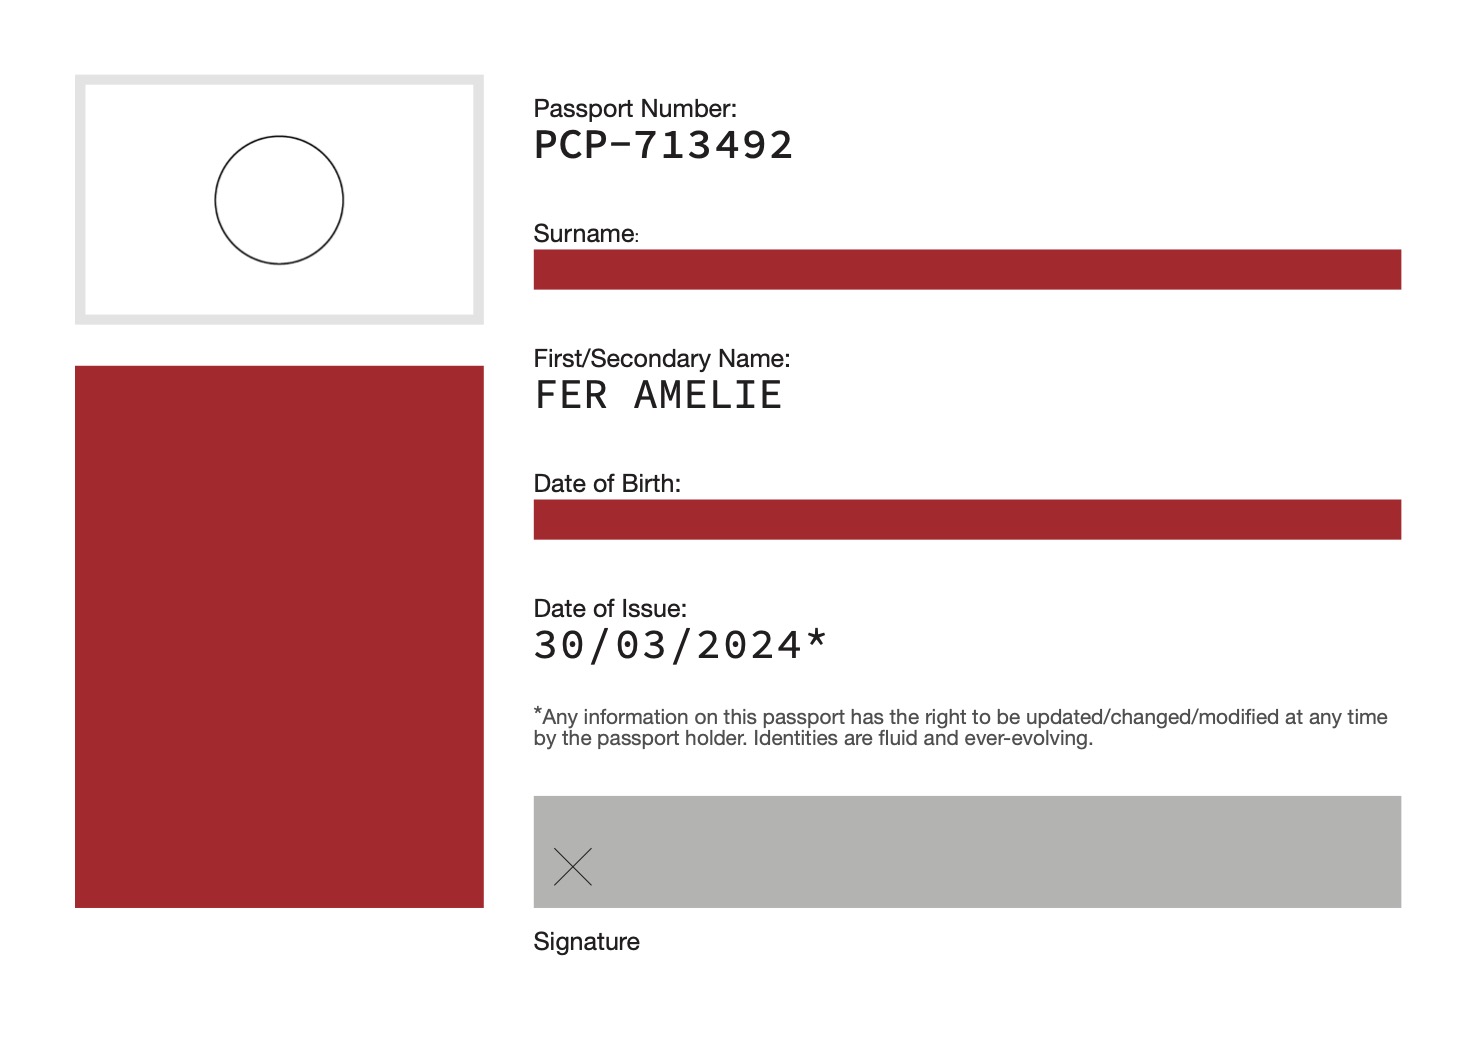 Passport Number:
PCP-713492
Surname:
First/Secondary Name:
FER AMELIE
Date of Birth:
Date of Issue:
30/03/2024*
*Any information on this passport has the right to be updated/changed/modified at any time
by the passport holder. Identities are fluid and ever-evolving.
Signature